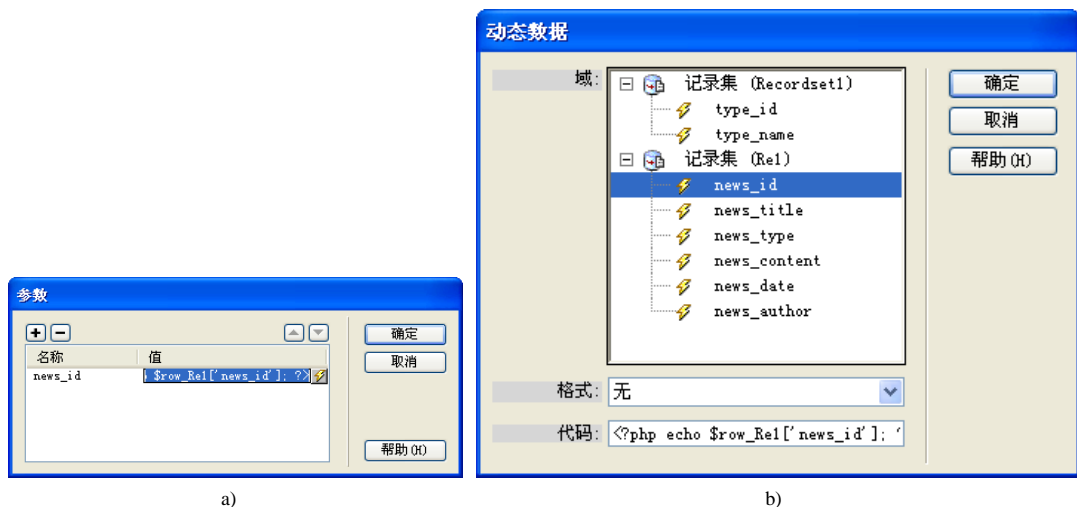 参数
确定
名称
值
取消
news_id
$row_Re1['news_id']; ?>
帮助(H)
a)
动态数据
域:
记录集 (Recordset1)
确定
type_id
取消
type_name
记录集 (Re1)
帮助(H)
news_id
news_title
news_type
news_content
news_date
news_author
格式:
无
代码:
<?php echo $row_Re1['news_id'];
b)